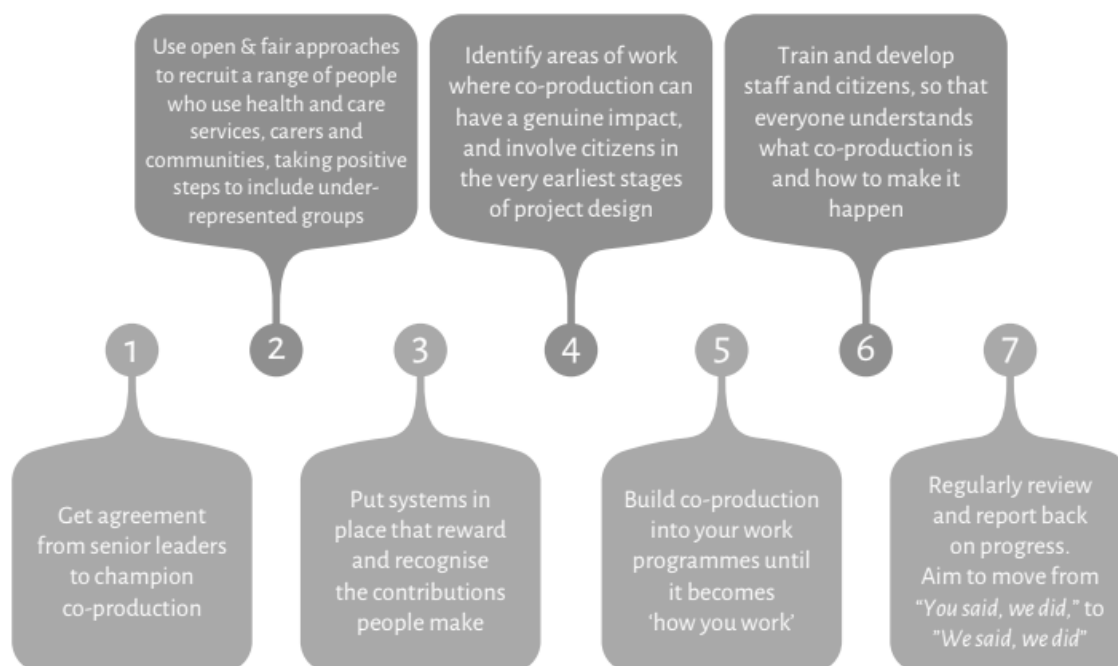 1
Get agreement
from senior leaders
to champion
co-production
2
Use open & fair approaches
to recruit a range of people
who use health and care
services, carers and
communities, taking positive
steps to include under-
represented groups
3
Put systems in
place that reward
and recognise
the contributions
people make
4
Identify areas of work
where co-production can
have a genuine impact,
and involve citizens in
the very earliest stages
of project design
5
Build co-production
into your work
programmes until
it becomes
‘how you work’
6
Train and develop
staff and citizens, so that
everyone understands
what co-production is
and how to make it
happen
7
Regularly review
and report back
on progress.
Aim to move from
“You said, we did,” to
”We said, we did”